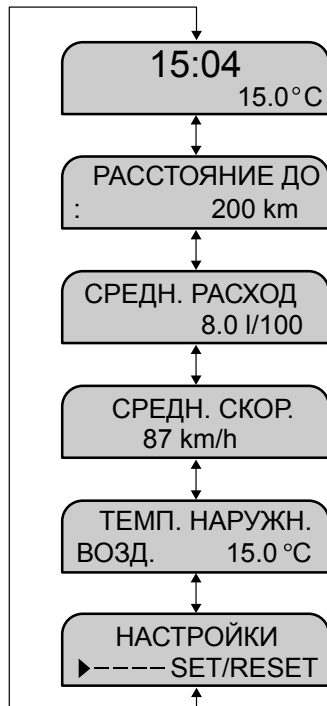 15:04
15.0°C
РАССТОЯНИЕ ДО
: 200 km
СРЕДН. РАСХОД
8.0 l/100
СРЕДН. СКОР.
87 km/h
ТЕМП. НАРУЖН.
ВОЗД. 15.0 °C
НАСТРОЙКИ
▶---- SET/RESET